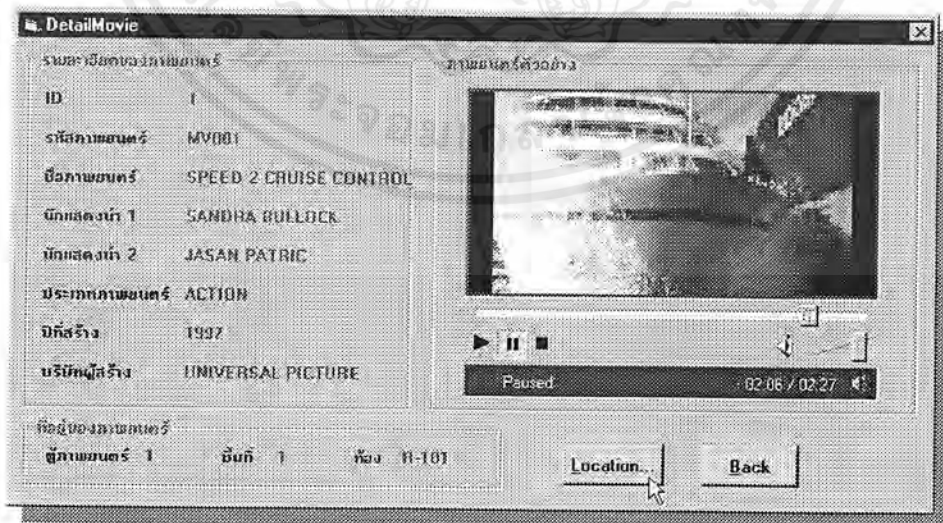 DetailMovie
รายละเอียดของภาพยนตร์
ID 1
รหัสภาพยนตร์ MV001
ชื่อภาพยนตร์ SPEED 2 CRUISE CONTROL
นักแสดงนำ 1 SANDRA BULLOCK
นักแสดงนำ 2 JASAN PATRIC
ประเภทภาพยนตร์ ACTION
ปีที่สร้าง 1997
บริษัทผู้สร้าง UNIVERSAL PICTURE
ภาพยนตร์ตัวอย่าง
Paused 02:06 / 02:27
ที่อยู่ของภาพยนตร์
ตู้ภาพยนตร์ 1 ชั้นที่ 1 ห้อง R-101
Location...
Back